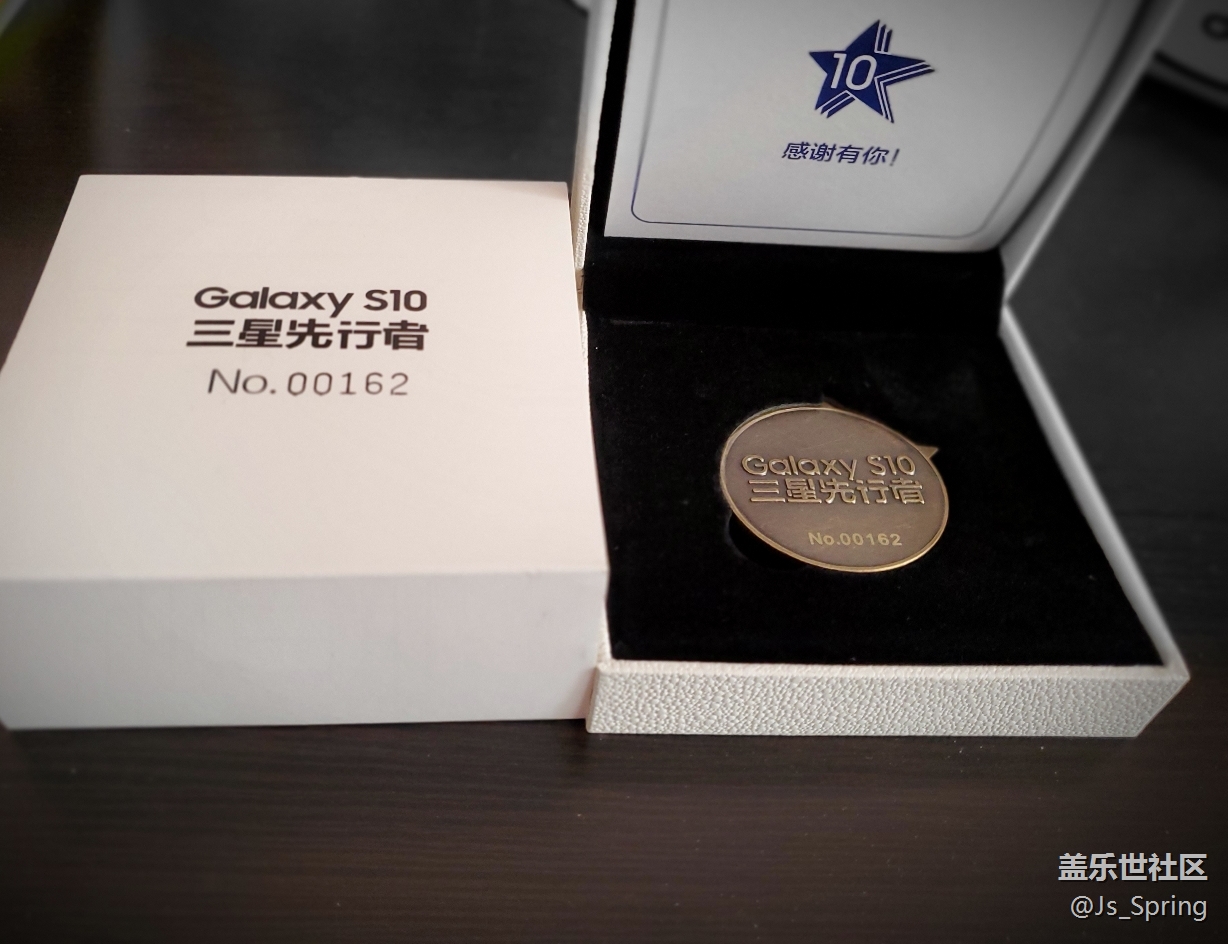 Galaxy S10
三星先行者
No.00162
10
感谢有你!
Galaxy S10
三星先行者
No.00162
盖乐世社区
@Js_Spring